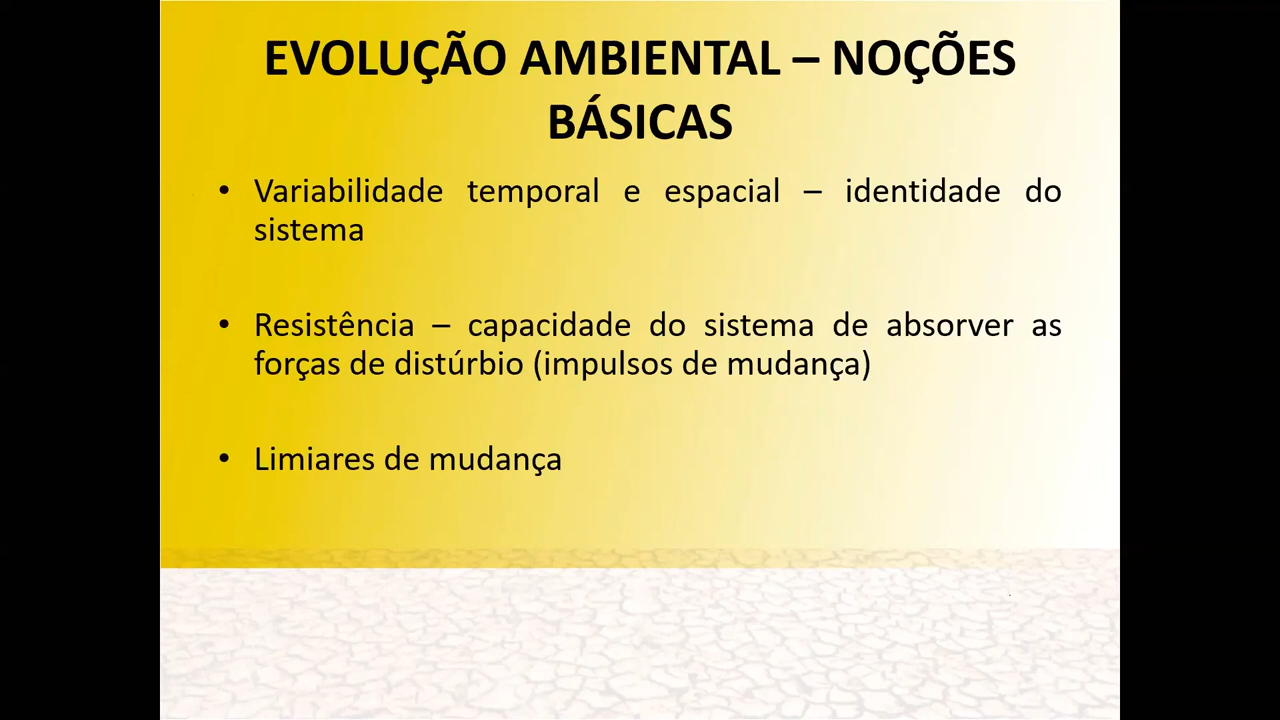 EVOLUÇÃO AMBIENTAL – NOÇÕES
BÁSICAS
• Variabilidade temporal e espacial – identidade do
sistema
• Resistência – capacidade do sistema de absorver as
forças de distúrbio (impulsos de mudança)
• Limiares de mudança